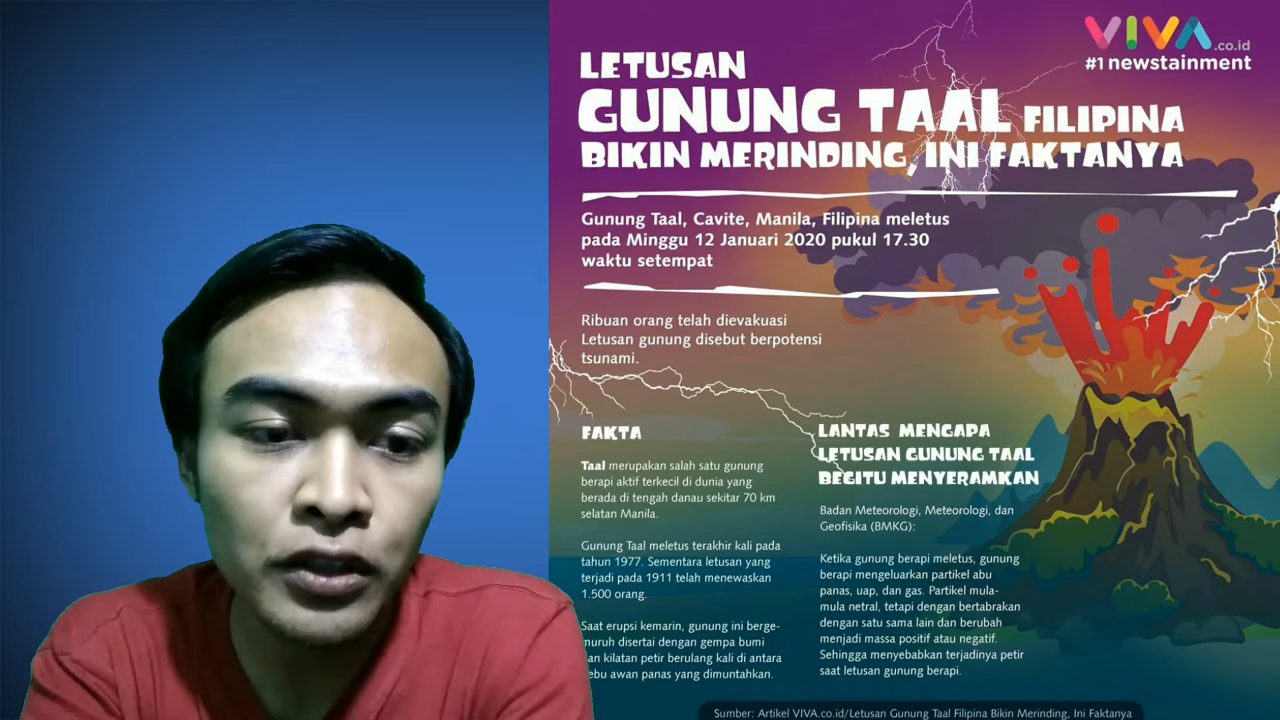 VIVA.co.id
#1 newstainment
LETUSAN
GUNUNG TAAL FILIPINA
BIKIN MERINDING, INI FAKTANYA
Gunung Taal, Cavite, Manila, Filipina meletus
pada Minggu 12 Januari 2020 pukul 17.30
waktu setempat
Ribuan orang telah dievakuasi
Letusan gunung disebut berpotensi
tsunami.
FAKTA
Taal merupakan salah satu gunung
berapi aktif terkecil di dunia yang
berada di tengah danau sekitar 70 km
selatan Manila.
Gunung Taal meletus terakhir kali pada
tahun 1977. Sementara letusan yang
terjadi pada 1911 telah menewaskan
1.500 orang.
Saat erupsi kemarin, gunung ini berge-
muruh disertai dengan gempa bumi
dan kilatan petir berulang kali di antara
debu awan panas yang dimuntahkan.
LANTAS MENGAPA
LETUSAN GUNUNG TAAL
BEGITU MENYERAMKAN
Badan Meteorologi, Meteorologi, dan
Geofisika (BMKG):
Ketika gunung berapi meletus, gunung
berapi mengeluarkan partikel abu
panas, uap, dan gas. Partikel mula-
mula netral, tetapi dengan bertabrakan
dengan satu sama lain dan berubah
menjadi massa positif atau negatif.
Sehingga menyebabkan terjadinya petir
saat letusan gunung berapi.
Sumber: Artikel VIVA.co.id/Letusan Gunung Taal Filipina Bikin Merinding, Ini Faktanya